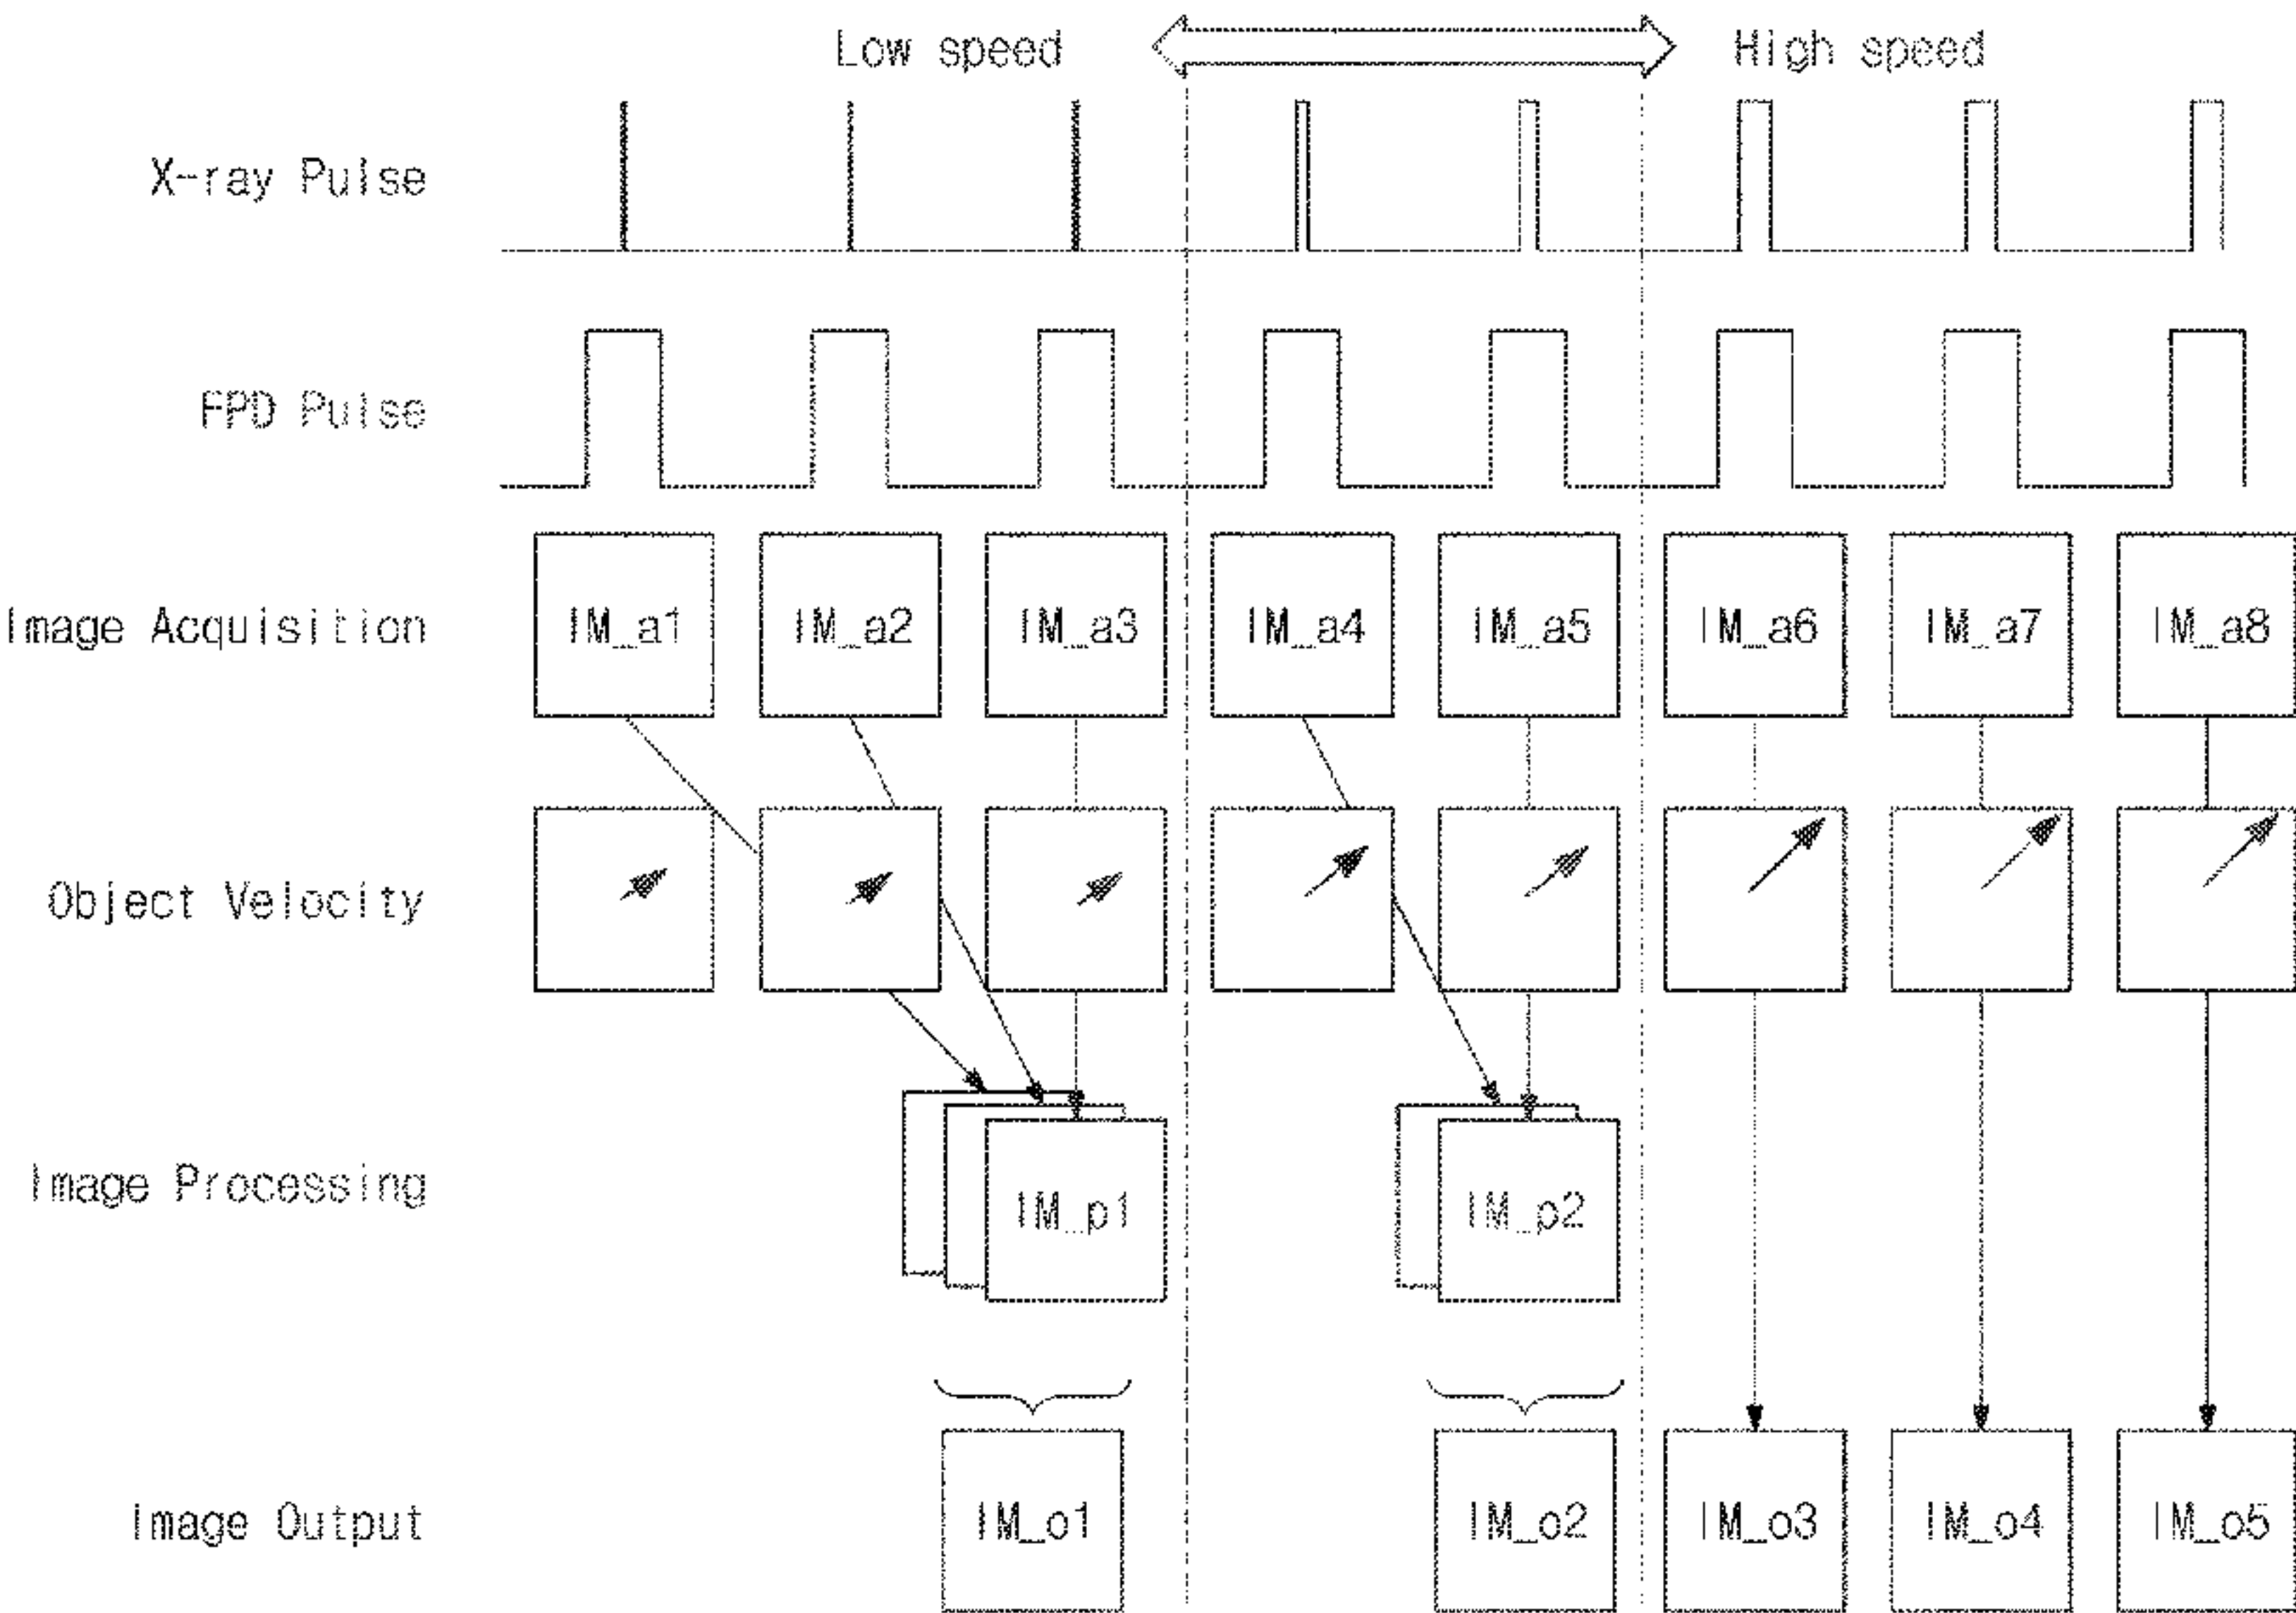 Low speed High speed
X-ray Pulse
FPD Pulse
Image Acquisition IM_a1 IM_a2 IM_a3 IM_a4 IM_a5 IM_a6 IM_a7 IM_a8
Object Velocity
Image Processing IM_p1 IM_p2
Image Output IM_o1 IM_o2 IM_o3 IM_o4 IM_o5